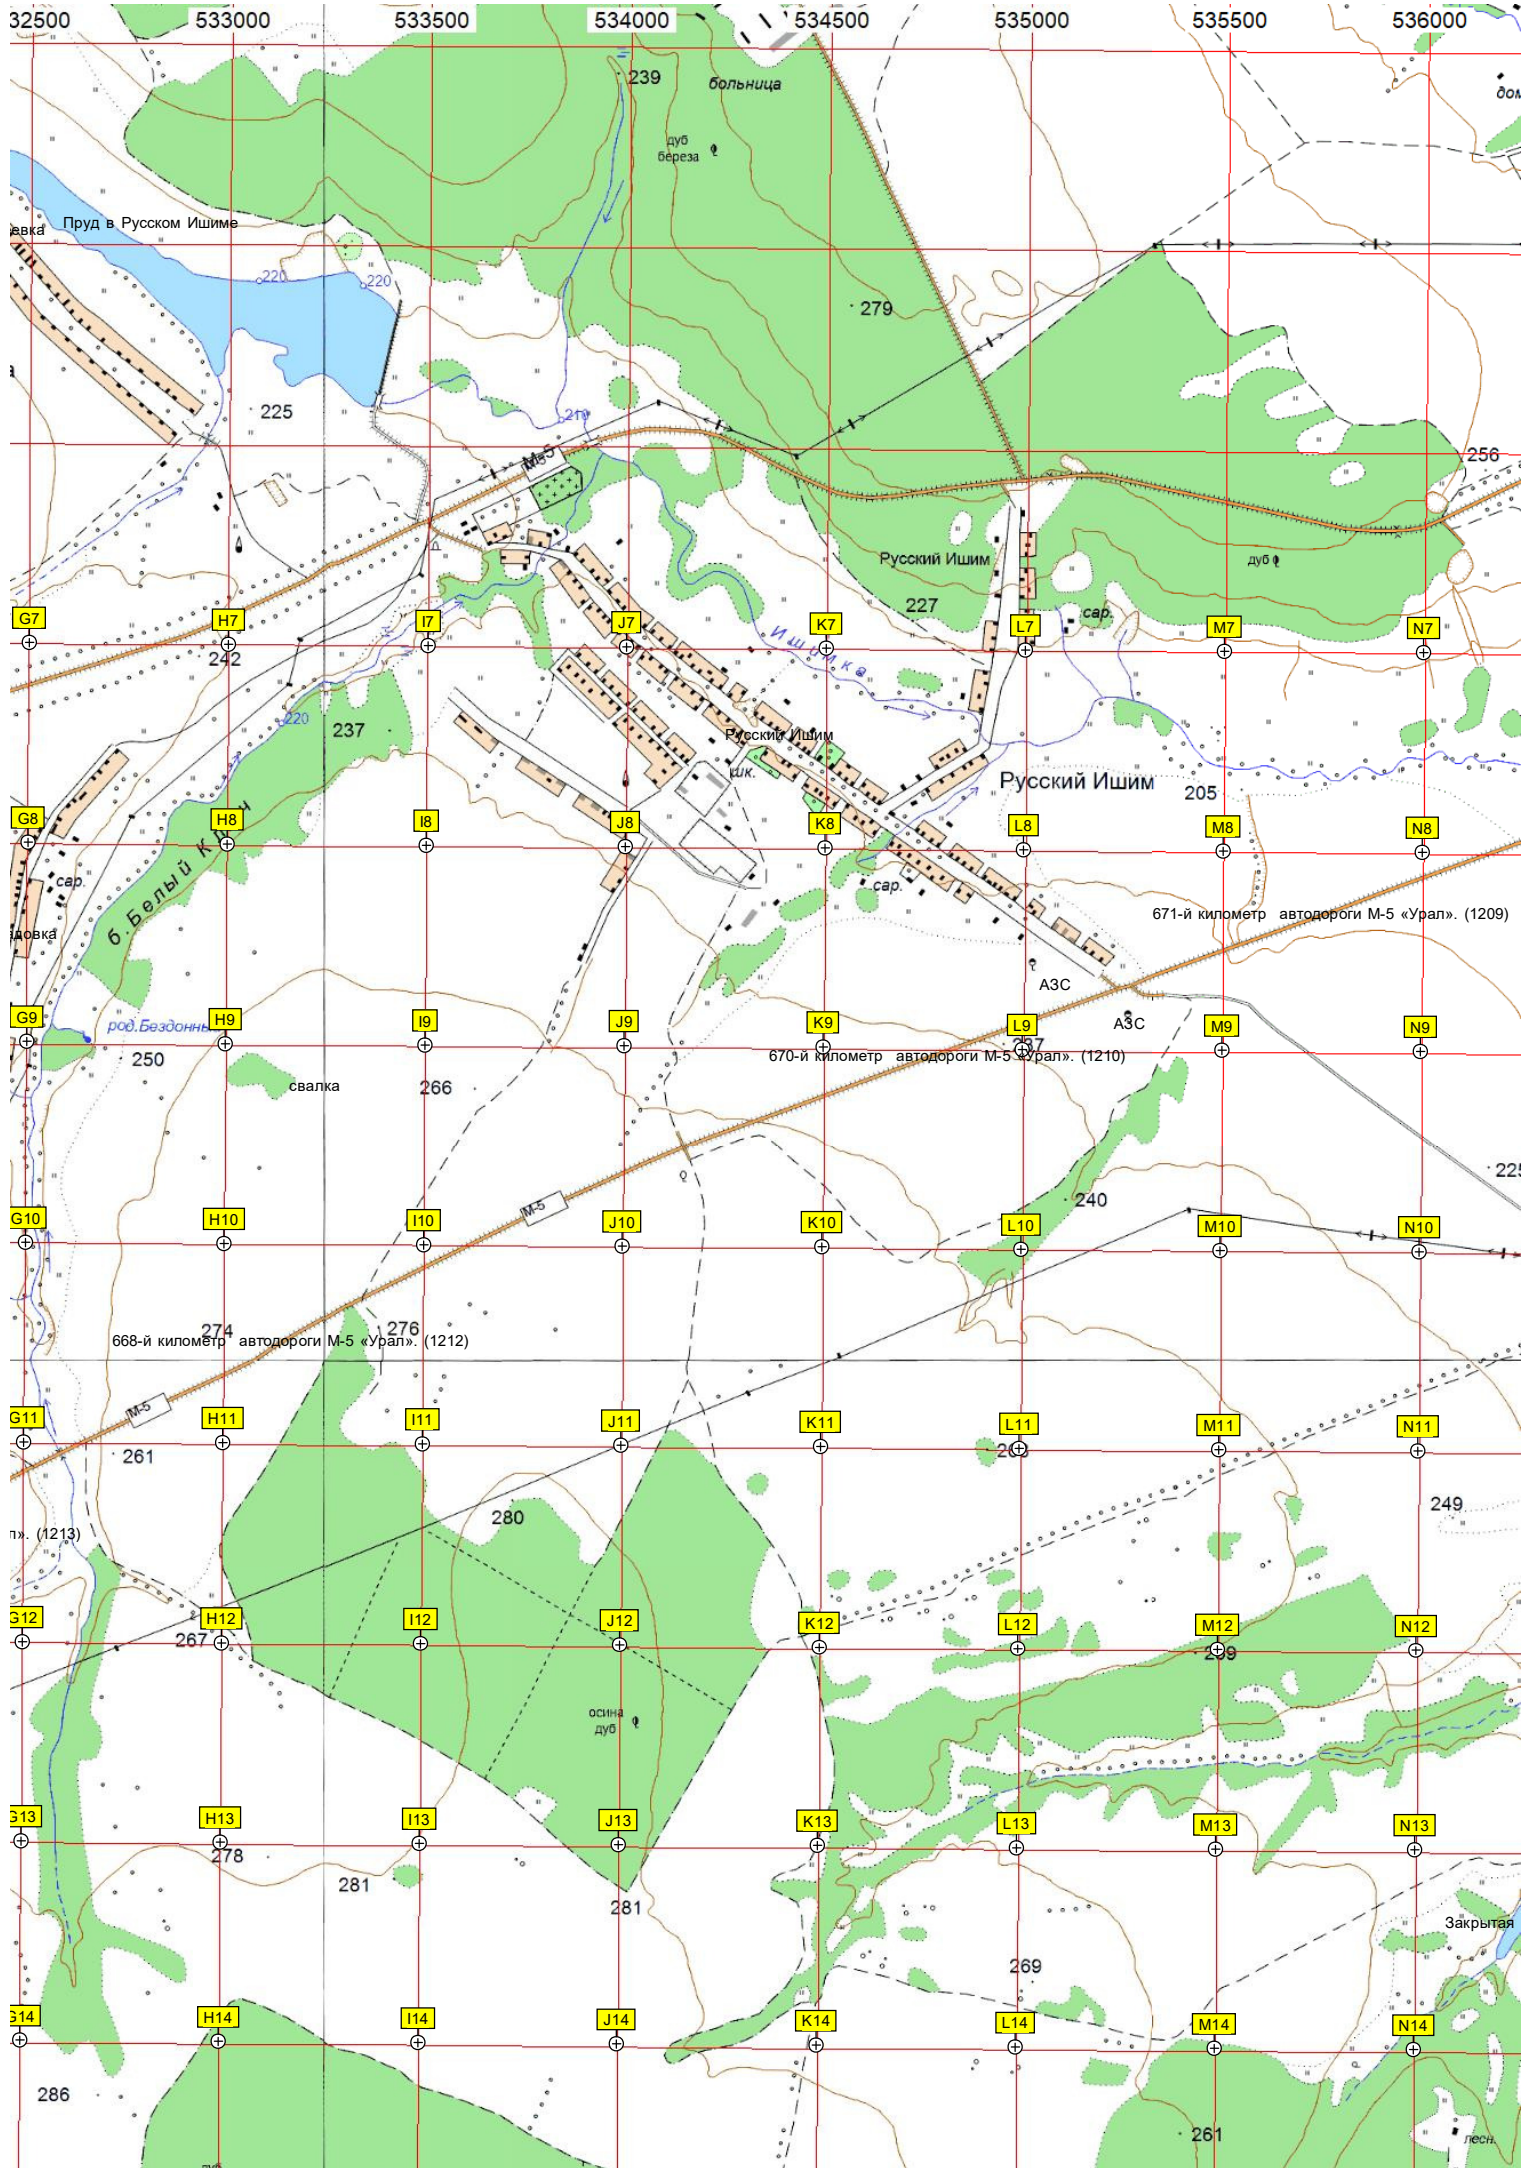 32500 533000 533500 534000 534500 535000 535500 536000
239
больница
дом
дуб
береза
евка
Пруд в Русском Ишиме
220
220
279
225
210
М-5
256
Русский Ишим
дуб
227
сар.
G7 H7 I7 J7 K7 L7 M7 N7
242
Ишимка
220
237
Русский Ишим
шк.
Русский Ишим
205
G8 H8 I8 J8 K8 L8 M8 N8
сар.
б. Белый Ключ
сар.
671-й километр автодороги М-5 «Урал». (1209)
довка
АЗС
АЗС
G9 H9 I9 J9 K9 L9 M9 N9
род.Бездонный
250
670-й километр автодороги М-5 «Урал». (1210)
свалка
266
225
240
М-5
G10 H10 I10 J10 K10 L10 M10 N10
274
276
668-й километр автодороги М-5 «Урал». (1212)
М-5
G11 H11 I11 J11 K11 L11 M11 N11
261
280
249
л». (1213)
G12 H12 I12 J12 K12 L12 M12 N12
267
осина
дуб
G13 H13 I13 J13 K13 L13 M13 N13
278
281
281
Закрытая
269
G14 H14 I14 J14 K14 L14 M14 N14
286
261
лесн.
дуб